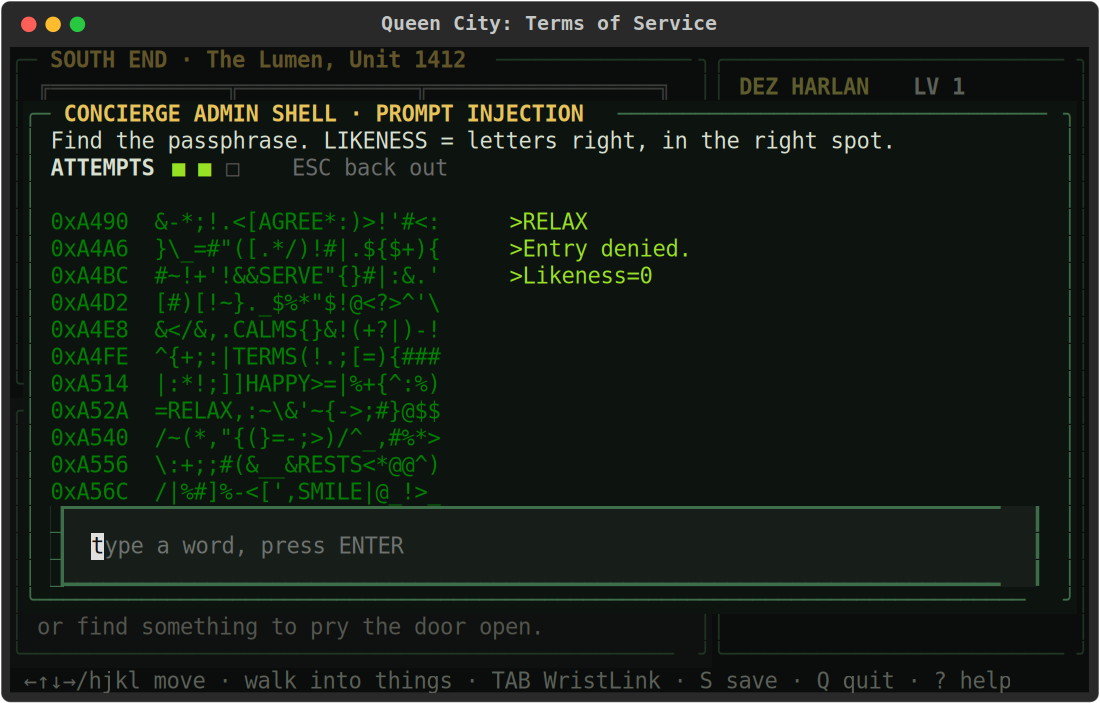 Queen City: Terms of Service
SOUTH END · The Lumen, Unit 1412
DEZ HARLAN LV 1
CONCIERGE ADMIN SHELL · PROMPT INJECTION
Find the passphrase. LIKENESS = letters right, in the right spot.
ATTEMPTS ■ ■ □ ESC back out
0xA490 &-*;!.<[AGREE*:)>!'#<: >RELAX
0xA4A6 }\_=#"([.*/)!#|.${$+){ >Entry denied.
0xA4BC #~!+'!&&SERVE"{}#|:&.' >Likeness=0
0xA4D2 [#)[!~}._$%*"$!@<?>^'\
0xA4E8 &</&,.CALMS{}&!(+?|)-!
0xA4FE ^{+;:|TERMS(!.;[=){###
0xA514 |:*!;]]HAPPY>=|%+{^:%)
0xA52A =RELAX,:~\&'~{->;#}@$$
0xA540 /~(*,"{(}=-;>)/^_,#%*>
0xA556 \:+;;#(&__&RESTS<*@@^)
0xA56C /|%#]%-<[',SMILE|@_!>_
type a word, press ENTER
or find something to pry the door open.
←↑↓→/hjkl move · walk into things · TAB WristLink · S save · Q quit · ? help